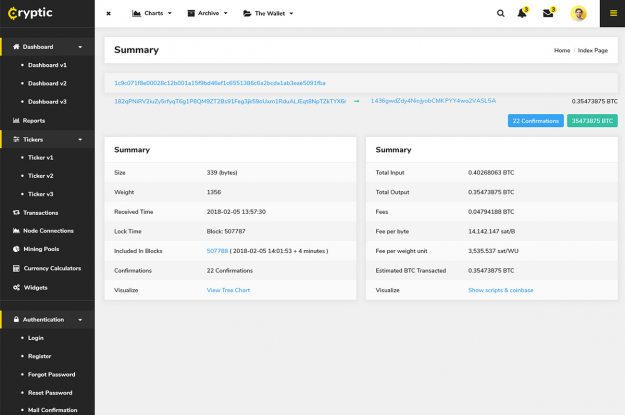 Cryptic
Charts
Archive
The Wallet
3
3
Dashboard
Dashboard v1
Dashboard v2
Dashboard v3
Reports
Tickers
Ticker v1
Ticker v2
Ticker v3
Transactions
Node Connections
Mining Pools
Currency Calculators
Widgets
Authentication
Login
Register
Forgot Password
Reset Password
Mail Confirmation
Summary
Home / Index Page
0.35473875 BTC
22 Confirmations
35473875 BTC
Summary
Size 339 (bytes)
Weight 1356
Received Time 2018-02-05 13:57:30
Lock Time Block: 507787
Included In Blocks 507788 ( 2018-02-05 14:01:53 + 4 minutes )
Confirmations 22 Confirmations
Visualize View Tree Chart
Summary
Total Input 0.40268063 BTC
Total Output 0.35473875 BTC
Fees 0.04794188 BTC
Fee per byte 14,142.147 sat/B
Fee per weight unit 3,535.537 sat/WU
Estimated BTC Transacted 0.35473875 BTC
Visualize Show scripts & coinbase